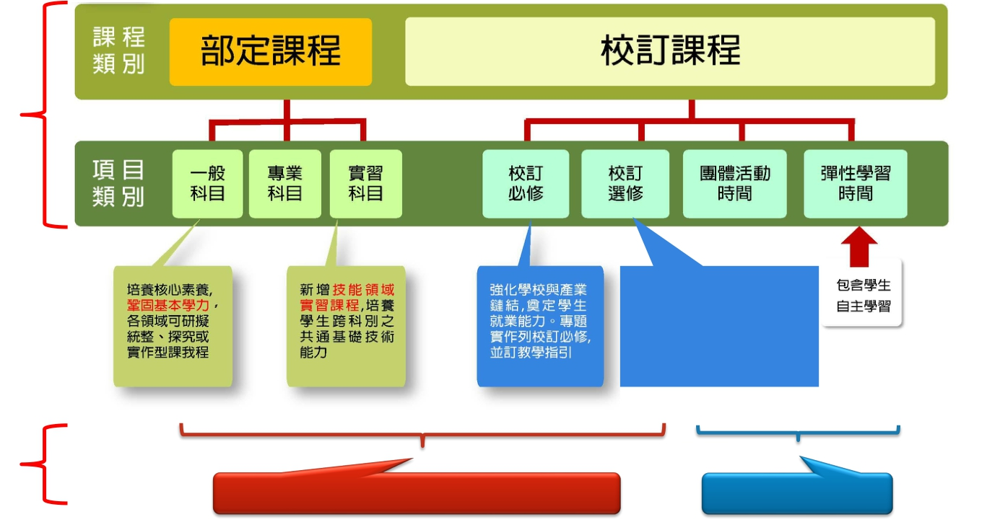 課程
類別
部定課程
校訂課程
項目
類別
一般
科目
專業
科目
實習
科目
校訂
必修
校訂
選修
團體活動
時間
彈性學習
時間
培養核心素養,
鞏固基本學力，
各領域可研擬
統整、探究或
實作型課我程
新增技能領域
實習課程,培養
學生跨科別之
共通基礎技術
能力
強化學校與產業
鏈結,奠定學生
就業能力。專題
實作列校訂必修,
並訂教學指引
包含學生
自主學習